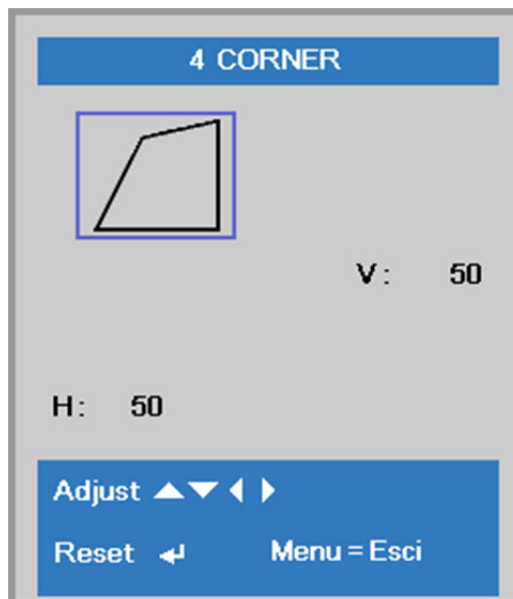 4 CORNER
V: 50
H: 50
Adjust ▲▼◀▶
Reset ↵ Menu = Esci